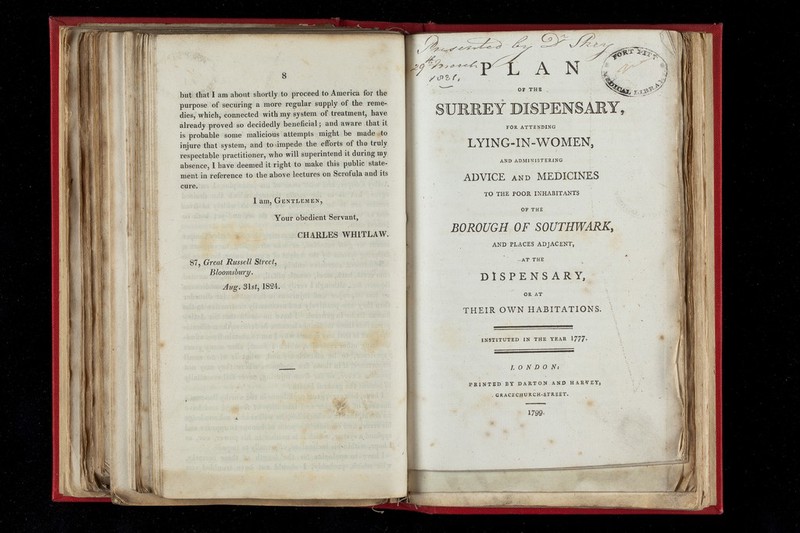 8
but that I am about shortly to proceed to America for the
purpose of securing a more regular supply of the reme-
dies, which, connected with my system of treatment, have
already proved so decidedly beneficial; and aware that it
is probable some malicious attempts might be made to
injure that system, and to impede the efforts of the truly
respectable practitioner, who will superintend it during my
absence, I have deemed it right to make this public state-
ment in reference to the above lectures on Scrofula and its
cure.
I am, GENTLEMEN,
Your obedient Servant,
CHARLES WHITLAW.
87, Great Russell Street,
Bloomsbury.
Aug. 31st, 1824.
Presented by Dr Skey
29th March
PLAN
FORT PITT
MEDICAL LIBRARY
OF THE
SURREY DISPENSARY,
FOR ATTENDING
LYING-IN-WOMEN,
AND ADMINISTERING
ADVICE AND MEDICINES
TO THE POOR INHABITANTS
OF THE
BOROUGH OF SOUTHWARK,
AND PLACES ADJACENT,
AT THE
DISPENSARY,
OR AT
THEIR OWN HABITATIONS.
INSTITUTED IN THE YEAR 1777.
LONDON:
PRINTED BY DARTON AND HARVEY,
GRACECHURCH-STREET.
1799.